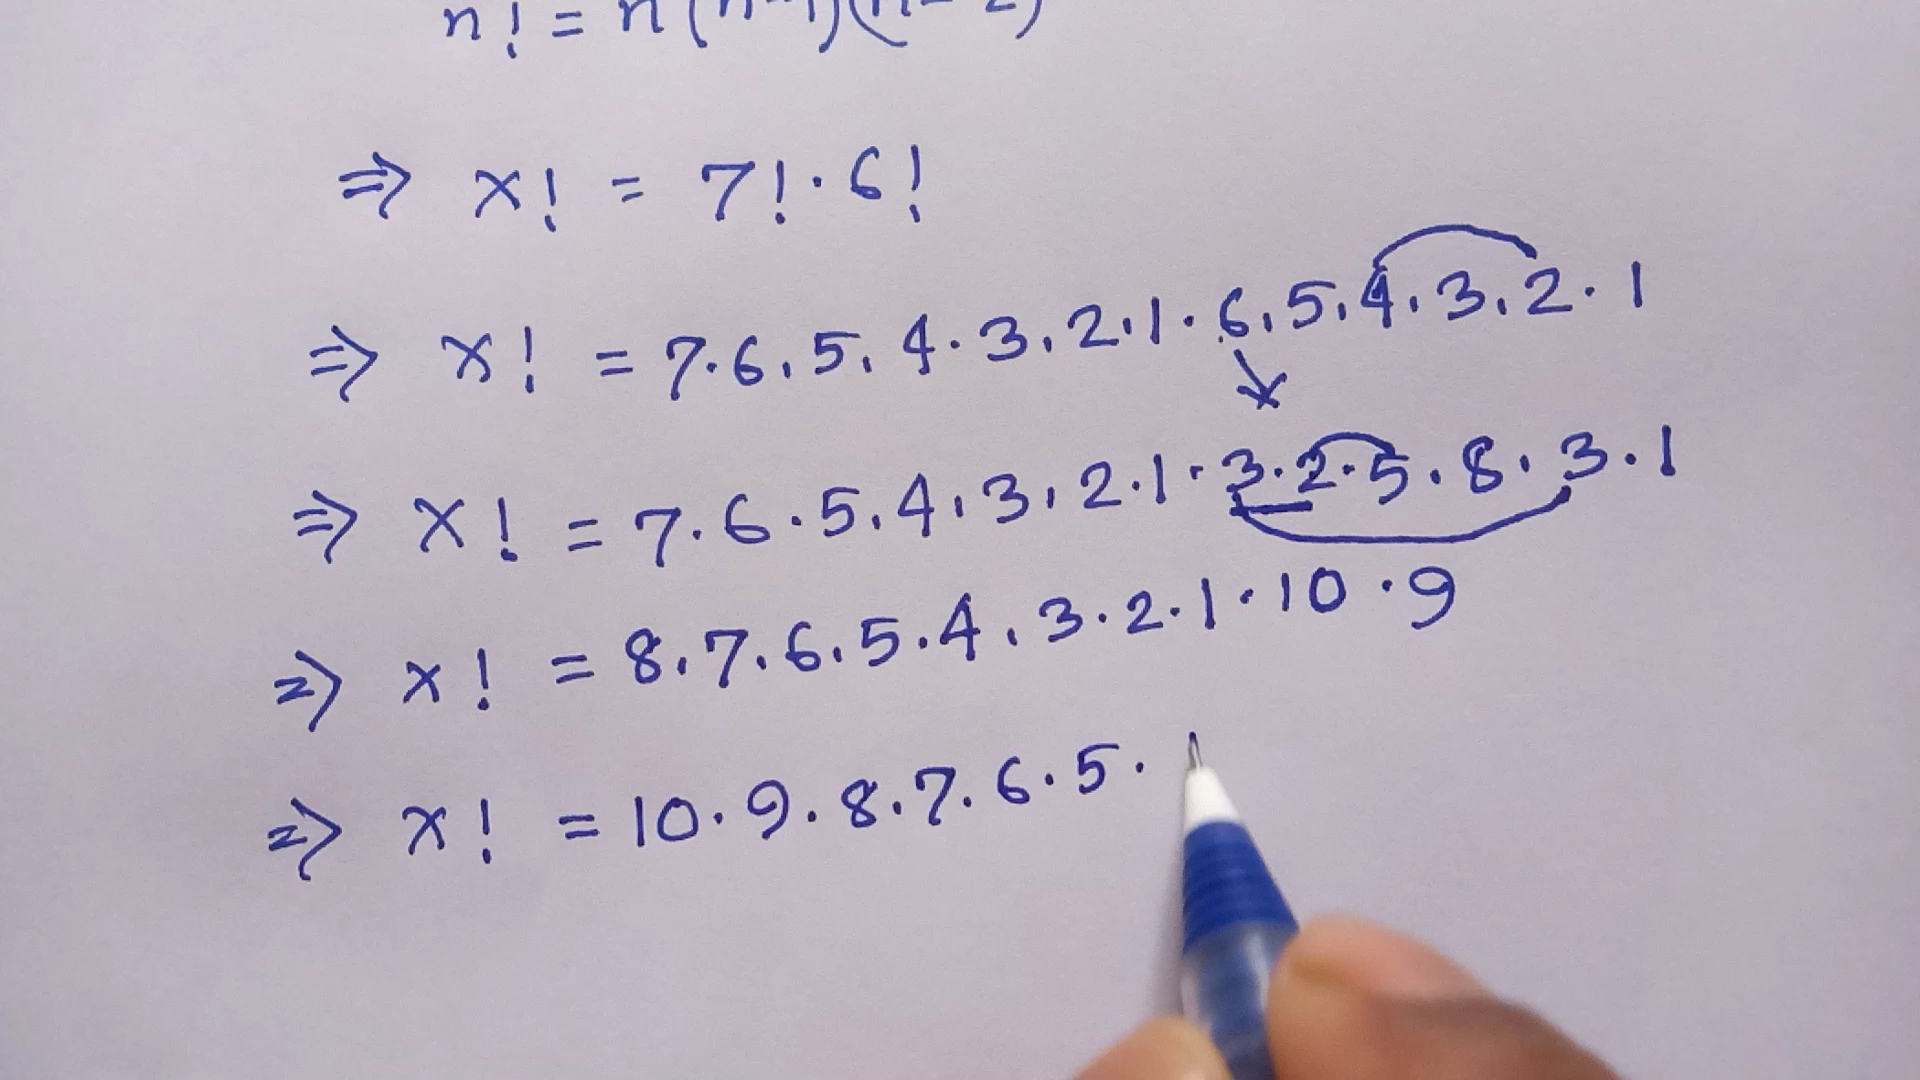 n! = n(n-1)(n-2)
⇒ x! = 7!·6!
⇒ x! = 7·6·5·4·3·2·1·6·5·4·3·2·1
⇒ x! = 7·6·5·4·3·2·1·3·2·5·8·3·1
⇒ x! = 8·7·6·5·4·3·2·1·10·9
⇒ x! = 10·9·8·7·6·5·